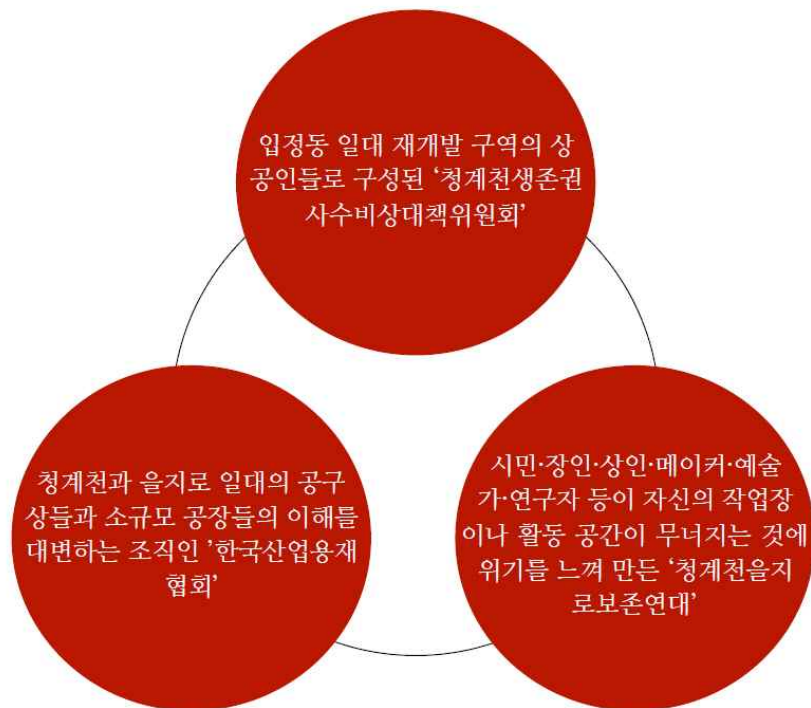 입정동 일대 재개발 구역의 상
공인들로 구성된 ‘청계천생존권
사수비상대책위원회’
청계천과 을지로 일대의 공구
상들과 소규모 공장들의 이해를
대변하는 조직인 ’한국산업용재
협회’
시민·장인·상인·메이커·예술
가·연구자 등이 자신의 작업장
이나 활동 공간이 무너지는 것에
위기를 느껴 만든 ‘청계천을지
로보존연대’